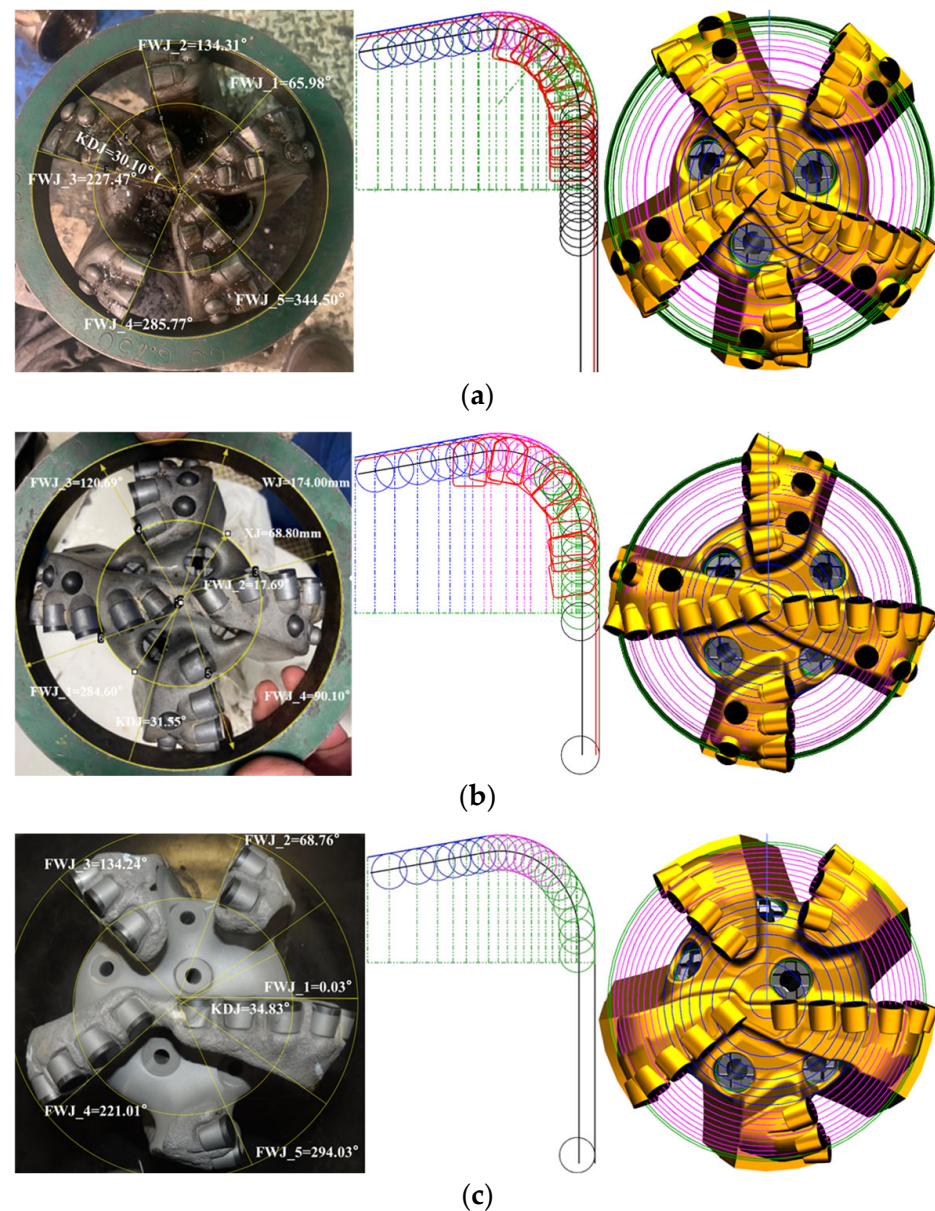 FWJ_2=134.31°
FWJ_1=65.98°
KDJ=30.10°
FWJ_3=227.47°
FWJ_5=344.50°
FWJ_4=285.77°
(a)
FWJ_3=120.69°
WJ=174.00mm
XJ=68.80mm
FWJ_2=17.69°
FWJ_1=284.60°
FWJ_4=90.10°
KDJ=31.55°
(b)
FWJ_2=68.76°
FWJ_3=134.24°
FWJ_1=0.03°
KDJ=34.83°
FWJ_4=221.01°
FWJ_5=294.03°
(c)